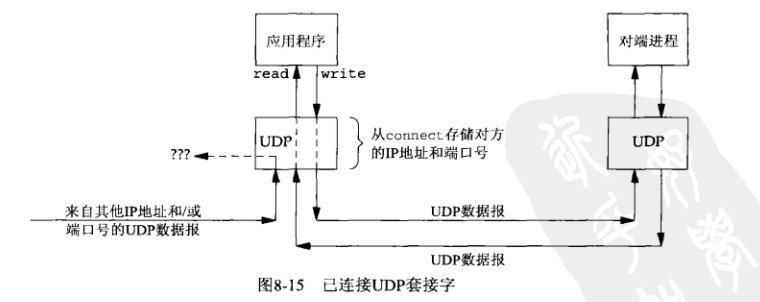 应用程序
对端进程
read
write
UDP
从connect存储对方
的IP地址和端口号
UDP
???
来自其他IP地址和/或
端口号的UDP数据报
UDP数据报
UDP数据报
图8-15 已连接UDP套接字